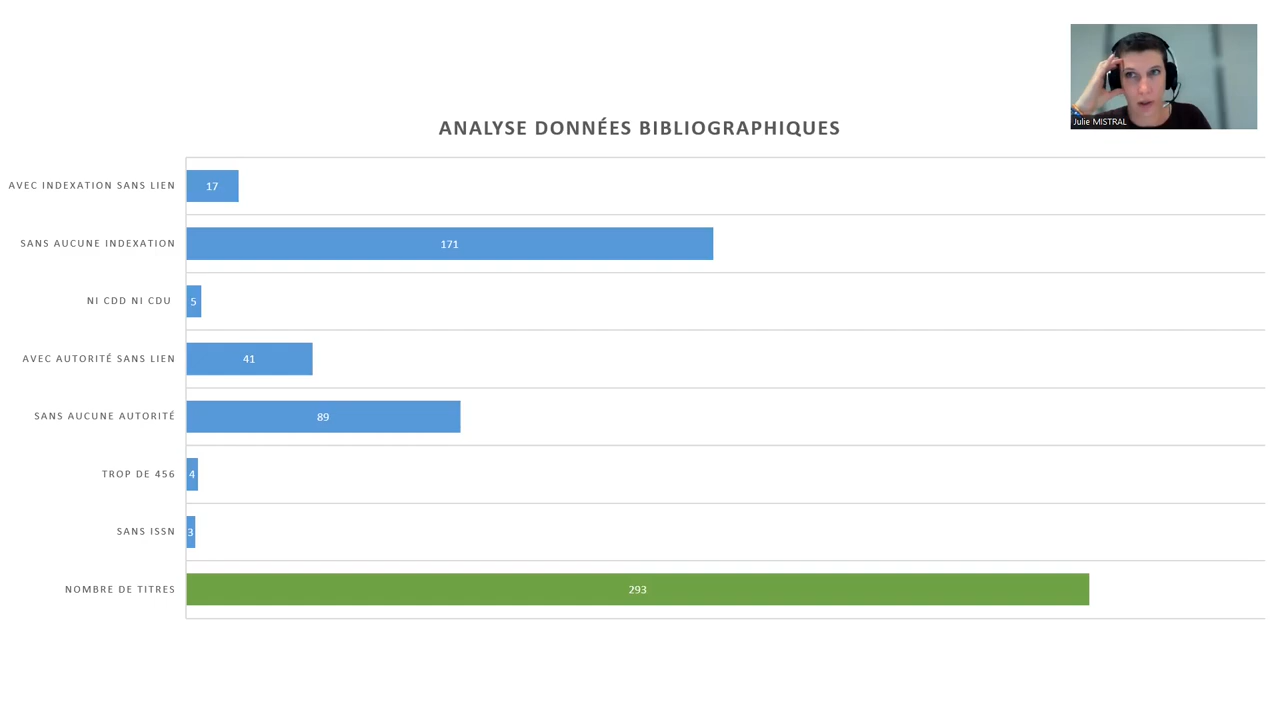 Julie MISTRAL
ANALYSE DONNÉES BIBLIOGRAPHIQUES
AVEC INDEXATION SANS LIEN
17
SANS AUCUNE INDEXATION
171
NI CDD NI CDU
5
AVEC AUTORITÉ SANS LIEN
41
SANS AUCUNE AUTORITÉ
89
TROP DE 456
4
SANS ISSN
3
NOMBRE DE TITRES
293